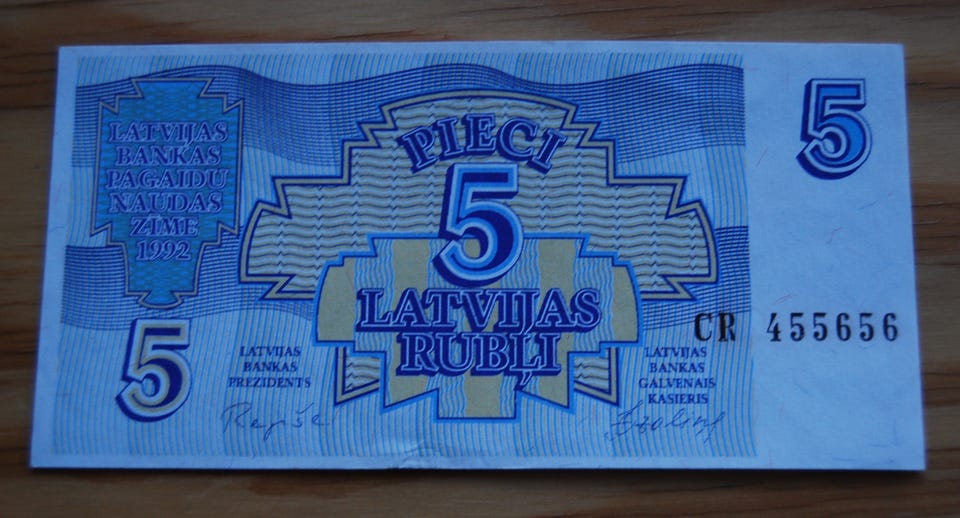 LATVIJAS
BANKAS
PAGAIDU
NAUDAS
ZĪME
1992
PIECI
5
LATVIJAS
RUBĻI
5
5
CR 455656
LATVIJAS
BANKAS
PREZIDENTS
LATVIJAS
BANKAS
GALVENAIS
KASIERIS
Repše